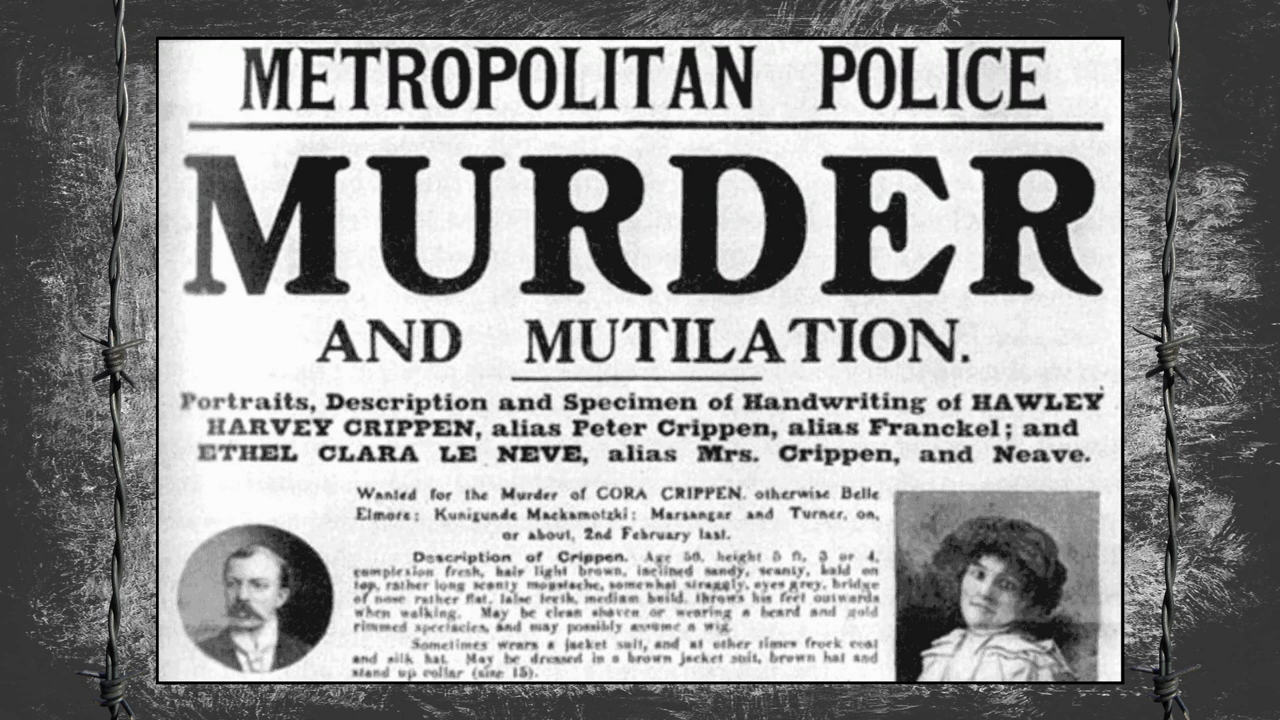 METROPOLITAN POLICE
MURDER
AND MUTILATION.
Portraits, Description and Specimen of Handwriting of HAWLEY
HARVEY CRIPPEN, alias Peter Crippen, alias Franckel; and
ETHEL CLARA LE NEVE, alias Mrs. Crippen, and Neave.
Wanted for the Murder of CORA CRIPPEN, otherwise Belle
Elmore; Kunigunde Mackamotzki; Marsangar and Turner, on,
or about, 2nd February last.
Description of Crippen. Age 50, height 5 ft. 3 or 4,
complexion fresh, hair light brown, inclined sandy, scanty, bald on
top, rather long scanty moustache, somewhat straggly, eyes grey, bridge
of nose rather flat, false teeth, medium build, throws his feet outwards
when walking. May be clean shaven or wearing a beard and gold
rimmed spectacles, and may possibly assume a wig.
Sometimes wears a jacket suit, and at other times frock coat
and silk hat. May be dressed in a brown jacket suit, brown hat and
stand up collar (size 15).